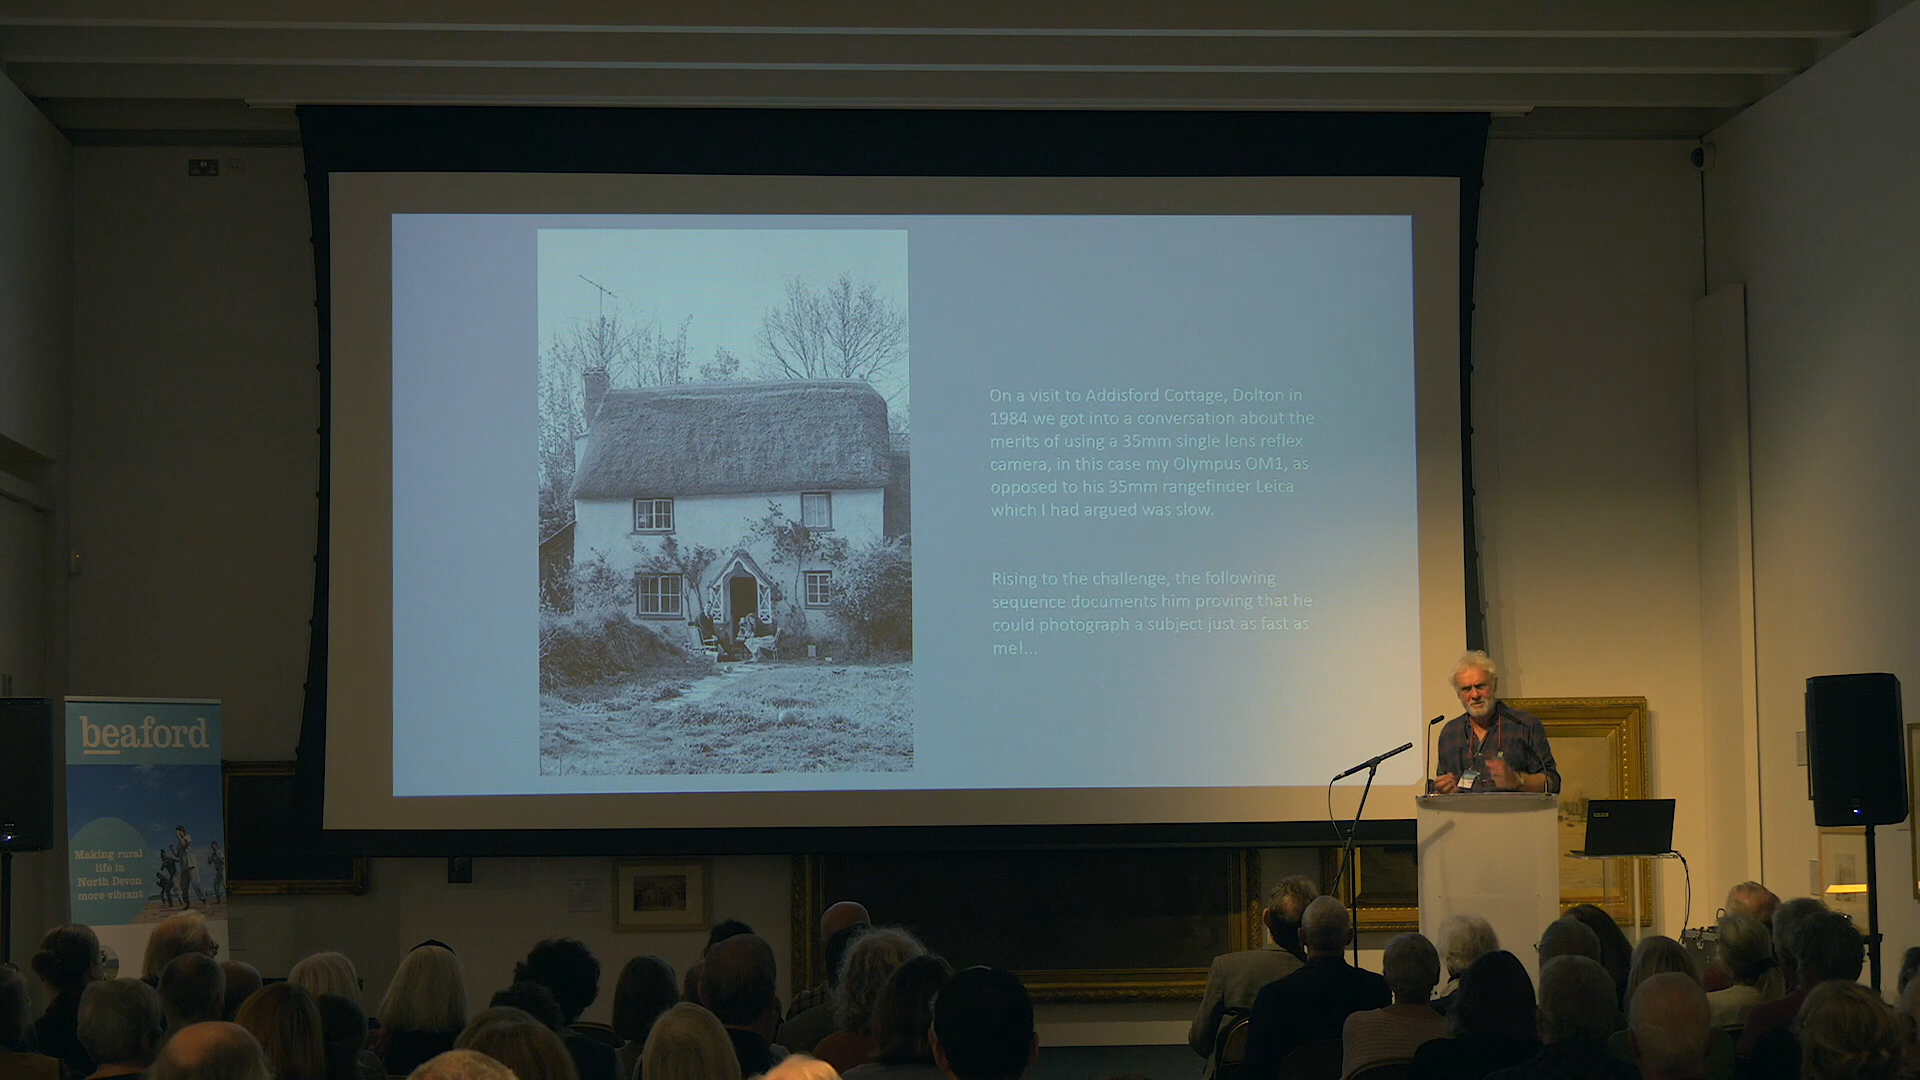 On a visit to Addisford Cottage, Dolton in
1984 we got into a conversation about the
merits of using a 35mm single lens reflex
camera, in this case my Olympus OM1, as
opposed to his 35mm rangefinder Leica
which I had argued was slow.
Rising to the challenge, the following
sequence documents him proving that he
could photograph a subject just as fast as
me!...
beaford
Making rural
life in
North Devon
more vibrant